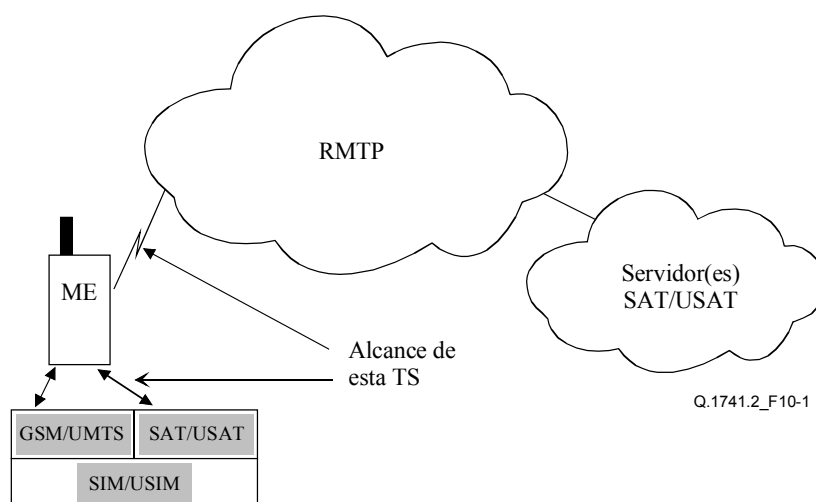 RMTP
Servidor(es)
SAT/USAT
ME
Alcance de
esta TS
Q.1741.2_F10-1
GSM/UMTS
SAT/USAT
SIM/USIM